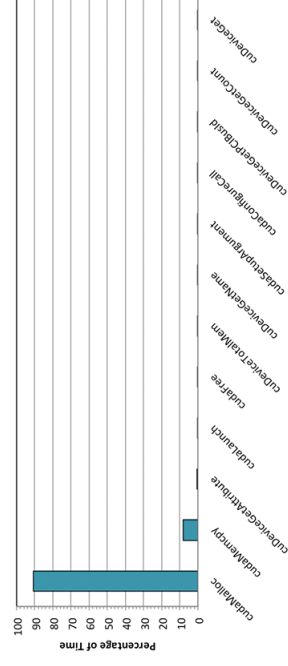 Percentage of Time
100
90
80
70
60
50
40
30
20
10
0
cudaMalloc
cudaMemcpy
cuDeviceGetAttribute
cudaLaunch
cudaFree
cuDeviceTotalMem
cuDeviceGetName
cudaSetupArgument
cudaConfigureCall
cuDeviceGetPCIBusId
cuDeviceGetCount
cuDeviceGet